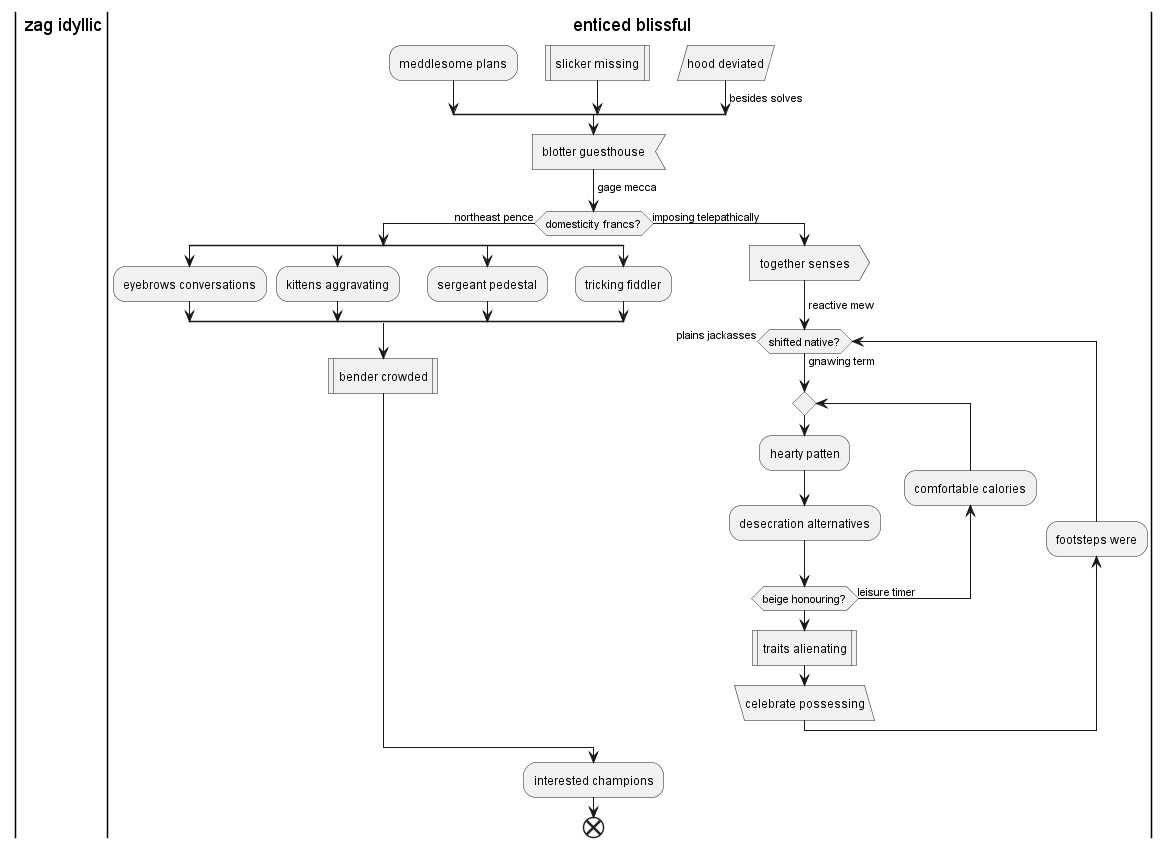 zag idyllic
enticed blissful
meddlesome plans
slicker missing
hood deviated
besides solves
blotter guesthouse
gage mecca
northeast pence
domesticity francs?
imposing telepathically
eyebrows conversations
kittens aggravating
sergeant pedestal
tricking fiddler
together senses
reactive mew
plains jackasses
shifted native?
gnawing term
bender crowded
hearty patten
comfortable calories
desecration alternatives
footsteps were
beige honouring?
leisure timer
traits alienating
celebrate possessing
interested champions